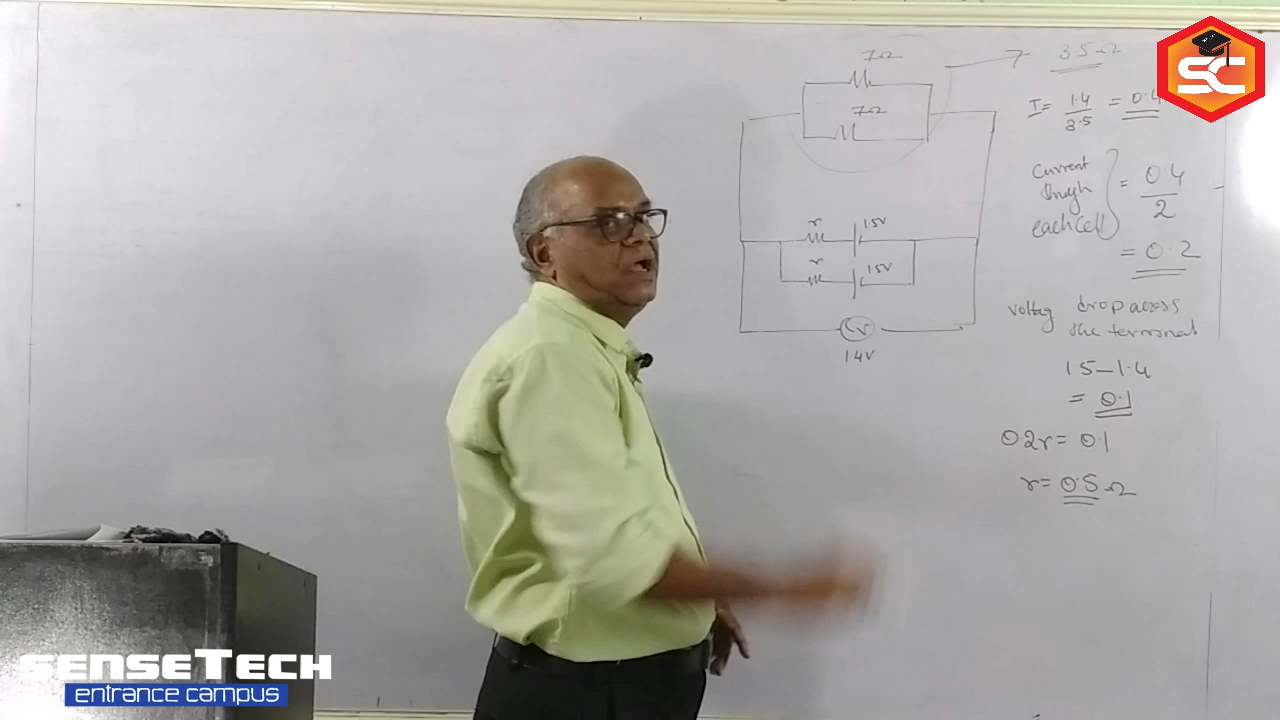 7Ω
7Ω
r
1.5V
r
1.5V
V
1.4V
3.5Ω
I= 1.4
3.5
= 0.4
Current
through
each cell
= 0.4
2
= 0.2
voltag drop across
the terminal
1.5-1.4
= 0.1
0.2r = 0.1
r= 0.5Ω
SC
SENSETECH
entrance campus